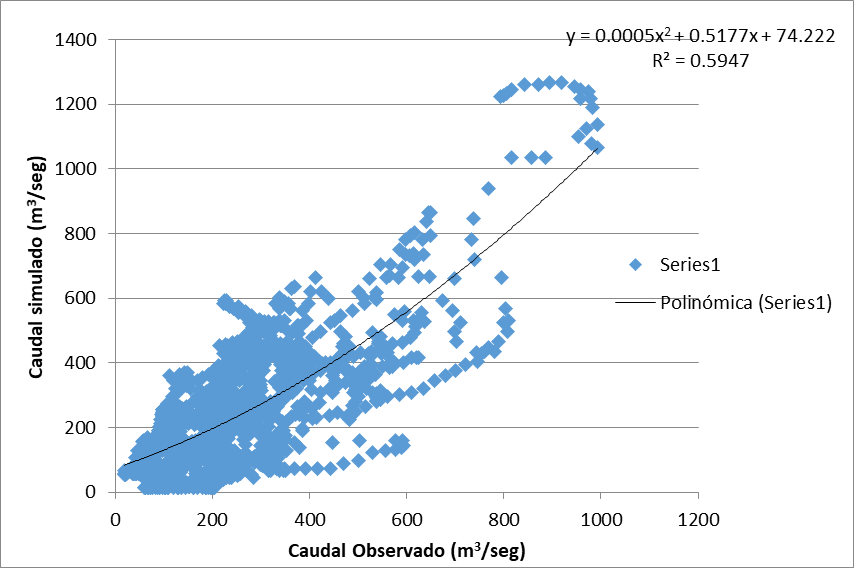 y = 0.0005x² + 0.5177x + 74.222
R² = 0.5947
1400
1200
1000
800
600
400
200
0
Caudal simulado (m³/seg)
Series1
Polinómica (Series1)
0 200 400 600 800 1000 1200
Caudal Observado (m³/seg)